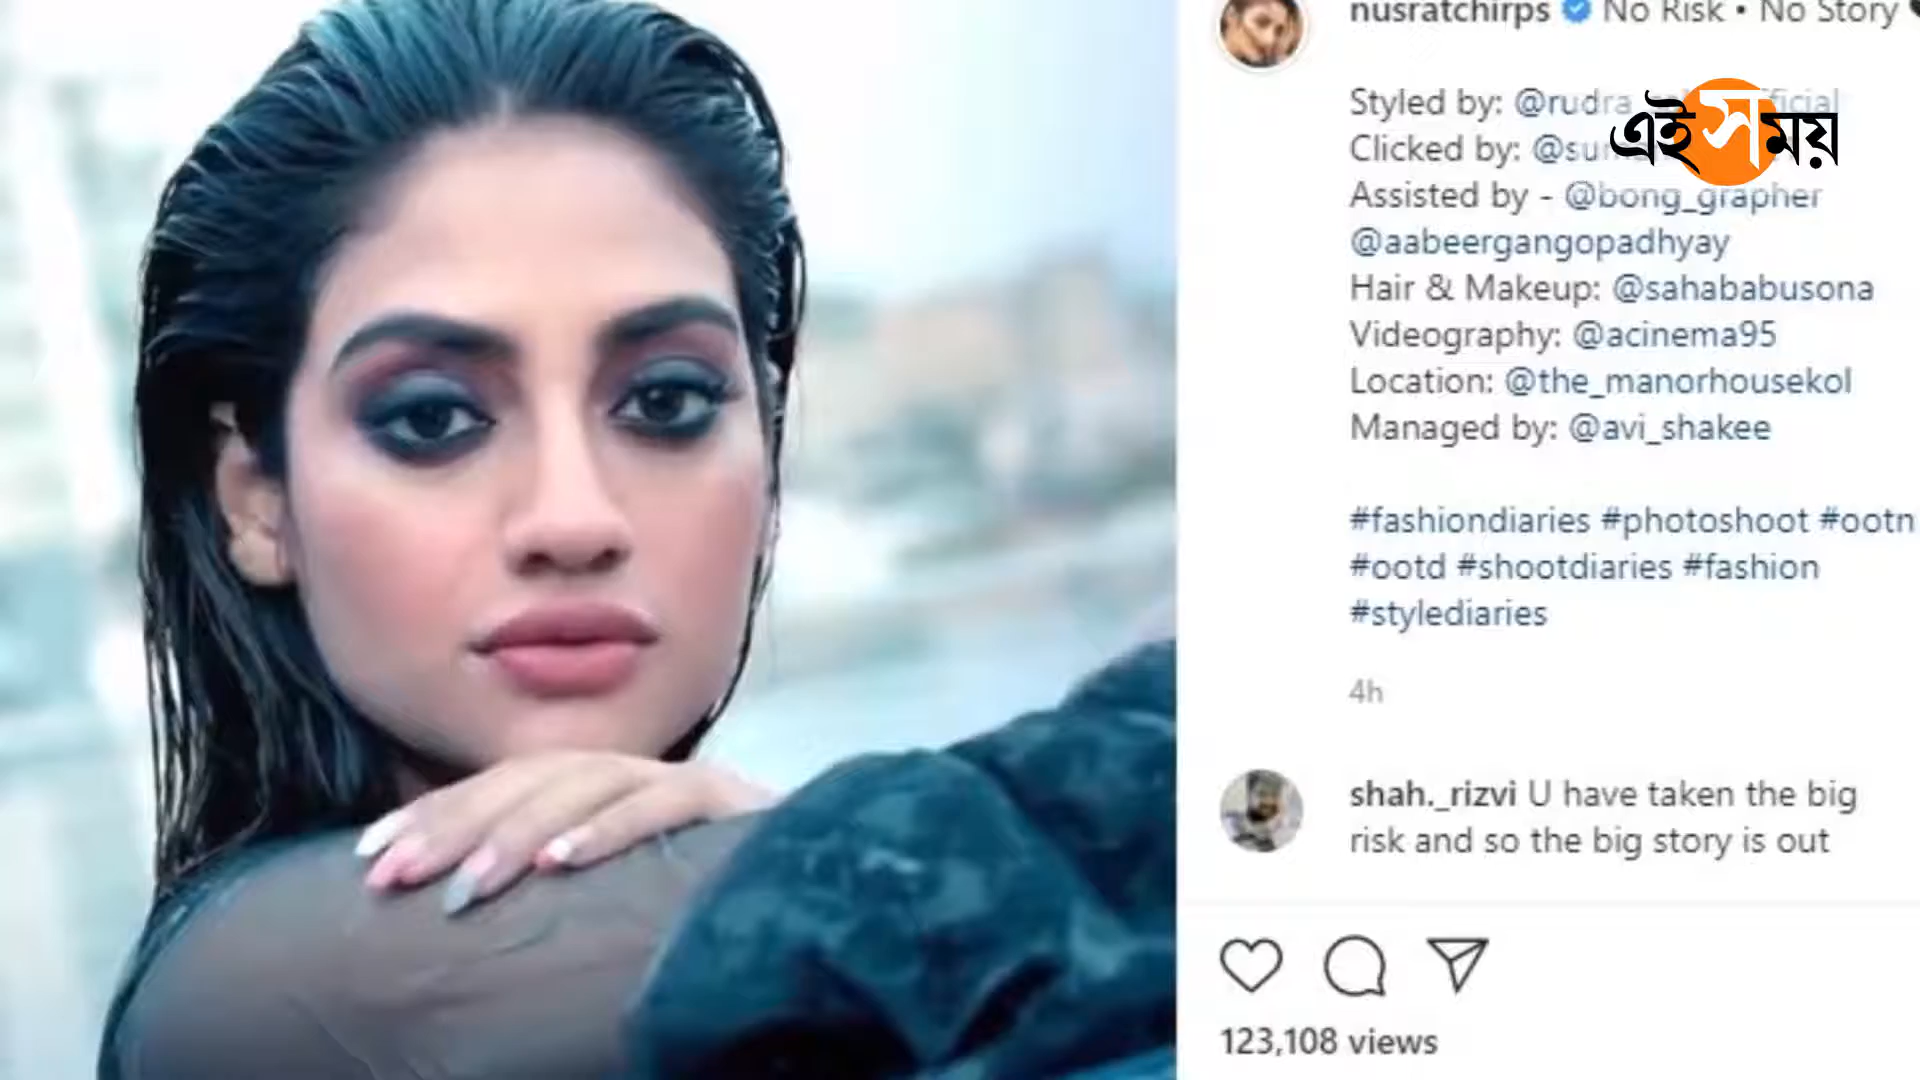 nusratchirps No Risk • No Story
Styled by:
এই সময়
Clicked by:
Assisted by - @bong_grapher
@aabeergangopadhyay
Hair & Makeup: @sahababusona
Videography: @acinema95
Location: @the_manorhousekol
Managed by: @avi_shakee
#fashiondiaries #photoshoot #ootn
#ootd #shootdiaries #fashion
#stylediaries
4h
shah._rizvi U have taken the big
risk and so the big story is out
123,108 views